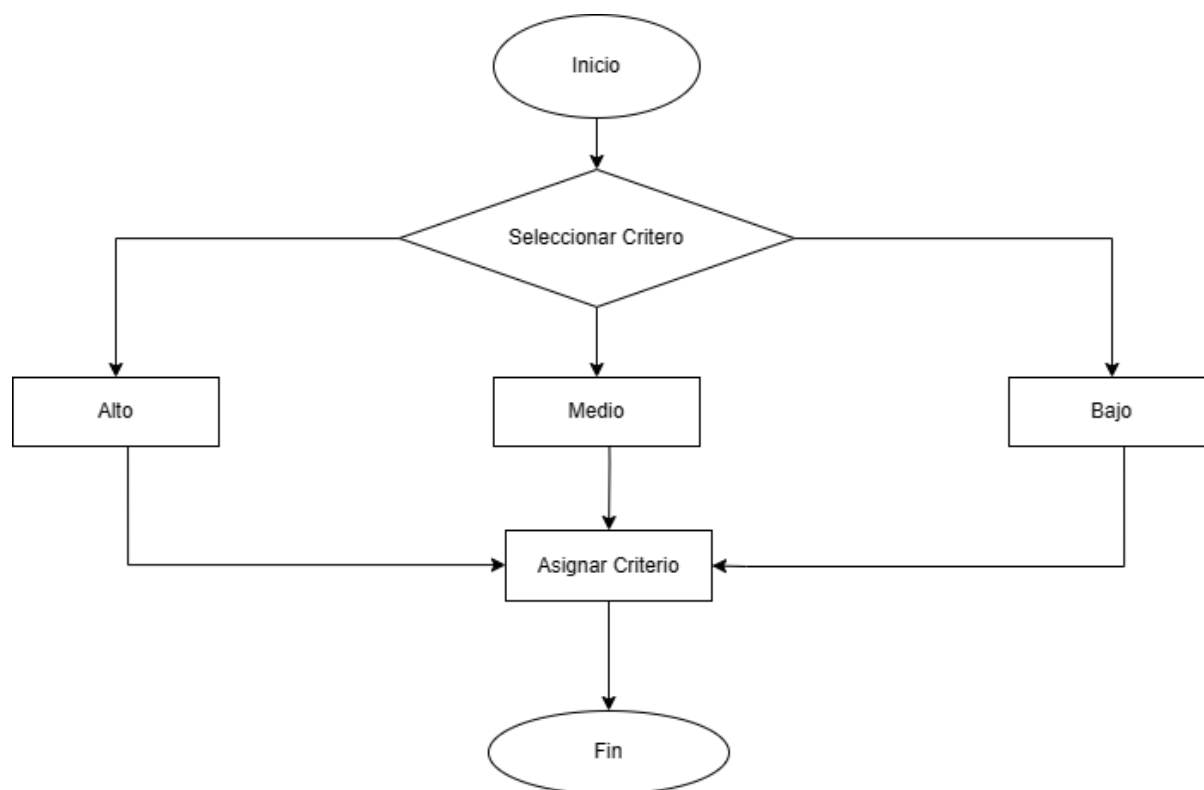 Inicio
Seleccionar Critero
Alto
Medio
Bajo
Asignar Criterio
Fin